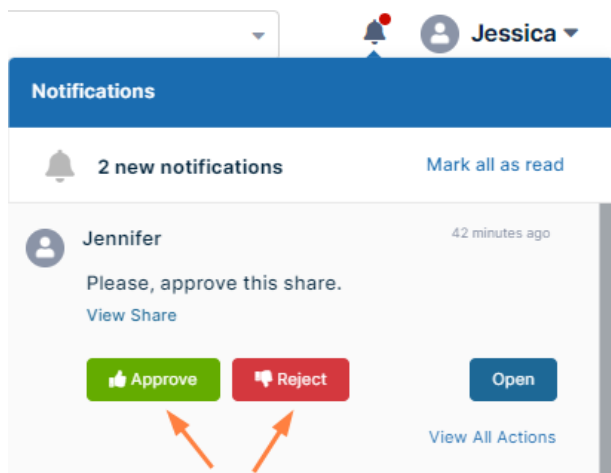 Jessica
Notifications
2 new notifications Mark all as read
Jennifer 42 minutes ago
Please, approve this share.
View Share
Approve Reject Open
View All Actions